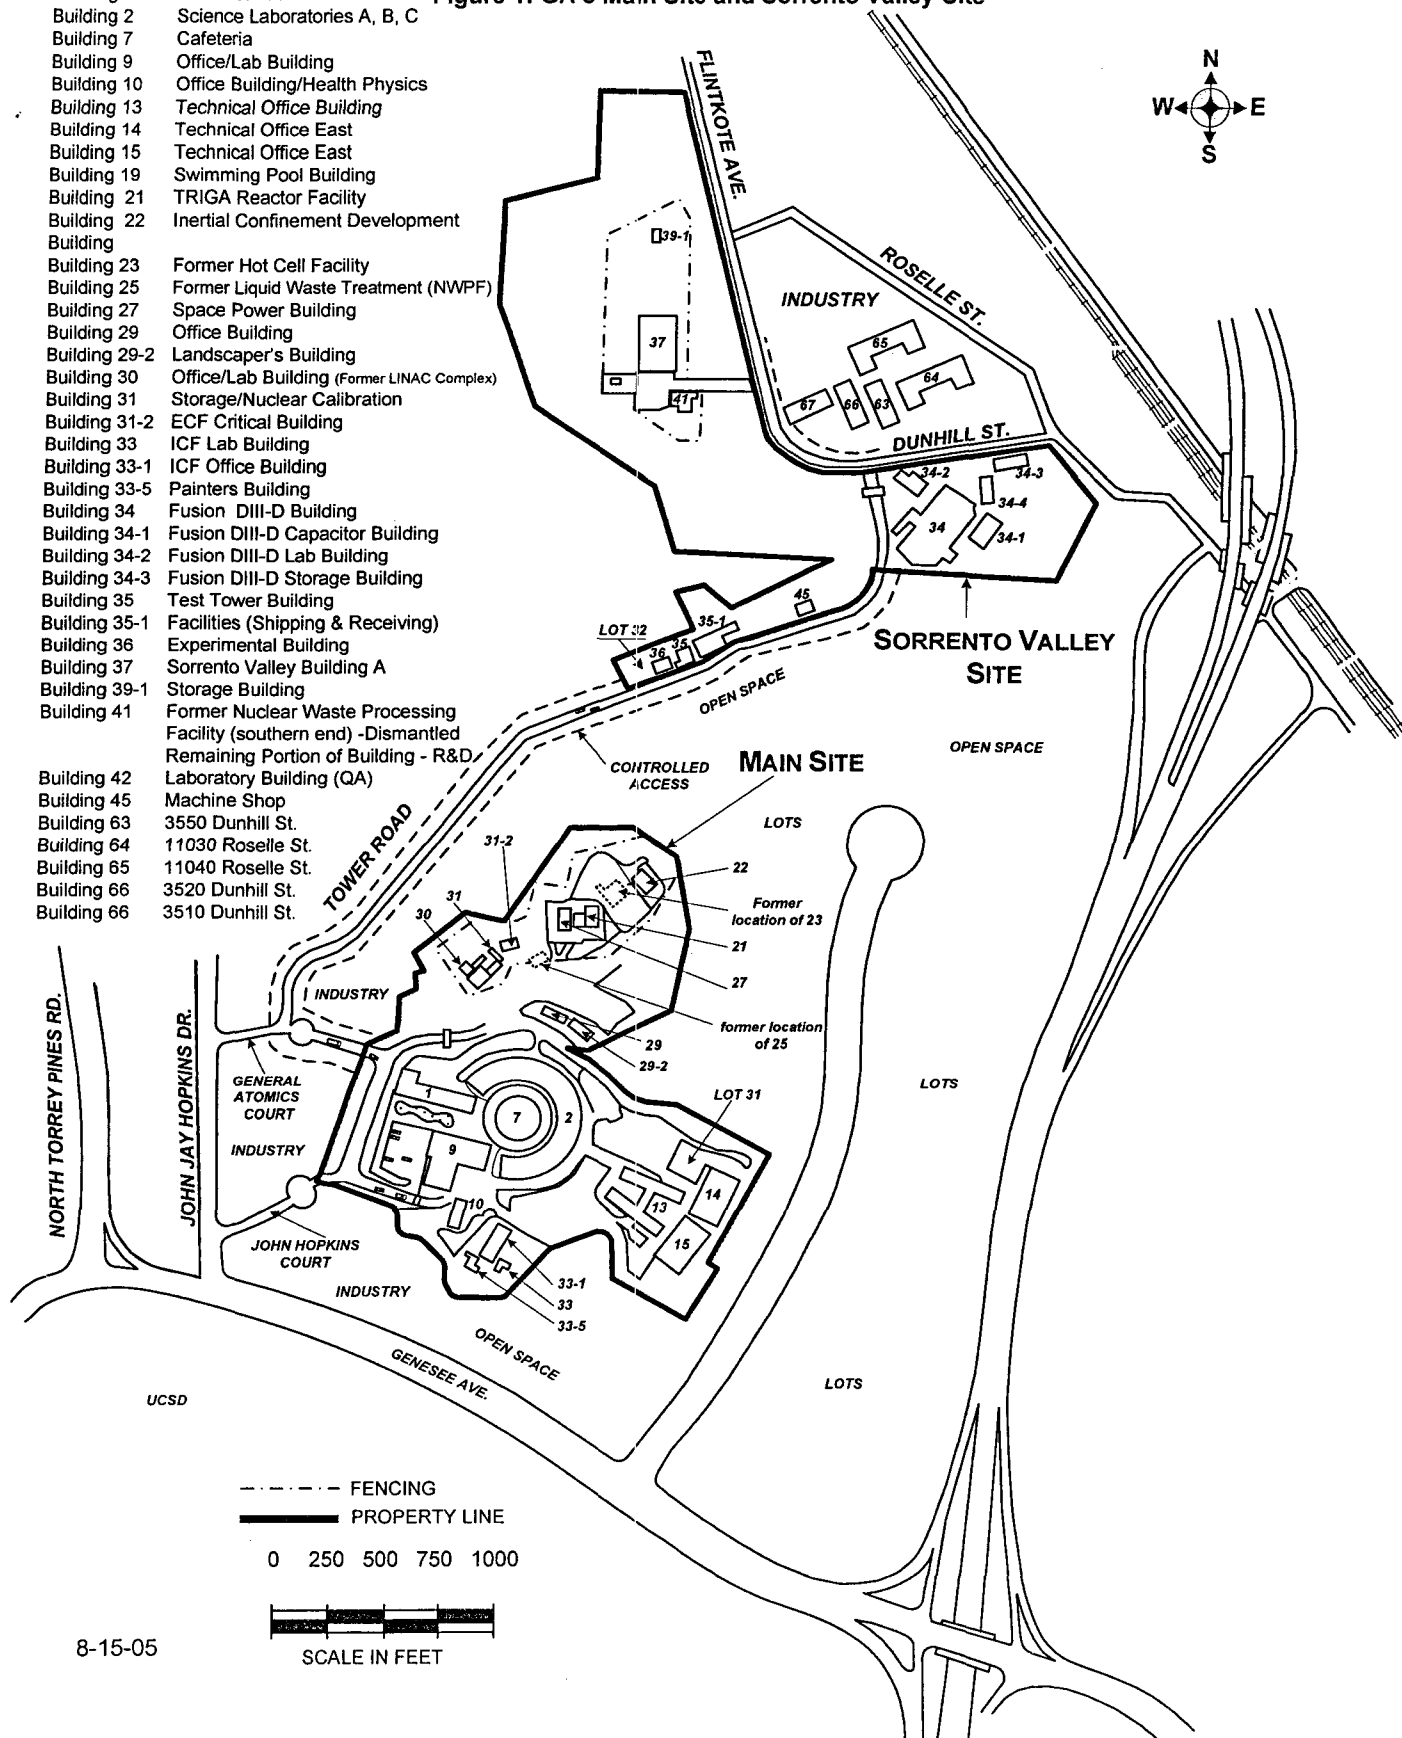 Figure 1. GA's Main Site and Sorrento Valley Site
Building 2 Science Laboratories A, B, C
Building 7 Cafeteria
Building 9 Office/Lab Building
Building 10 Office Building/Health Physics
Building 13 Technical Office Building
Building 14 Technical Office East
Building 15 Technical Office East
Building 19 Swimming Pool Building
Building 21 TRIGA Reactor Facility
Building 22 Inertial Confinement Development
Building
Building 23 Former Hot Cell Facility
Building 25 Former Liquid Waste Treatment (NWPF)
Building 27 Space Power Building
Building 29 Office Building
Building 29-2 Landscaper's Building
Building 30 Office/Lab Building (Former LINAC Complex)
Building 31 Storage/Nuclear Calibration
Building 31-2 ECF Critical Building
Building 33 ICF Lab Building
Building 33-1 ICF Office Building
Building 33-5 Painters Building
Building 34 Fusion DIII-D Building
Building 34-1 Fusion DIII-D Capacitor Building
Building 34-2 Fusion DIII-D Lab Building
Building 34-3 Fusion DIII-D Storage Building
Building 35 Test Tower Building
Building 35-1 Facilities (Shipping & Receiving)
Building 36 Experimental Building
Building 37 Sorrento Valley Building A
Building 39-1 Storage Building
Building 41 Former Nuclear Waste Processing
Facility (southern end) -Dismantled
Remaining Portion of Building - R&D
Building 42 Laboratory Building (QA)
Building 45 Machine Shop
Building 63 3550 Dunhill St.
Building 64 11030 Roselle St.
Building 65 11040 Roselle St.
Building 66 3520 Dunhill St.
Building 66 3510 Dunhill St.
N
W E
S
FLINTKOTE AVE.
39-1
ROSELLE ST.
INDUSTRY
37
65
64
41
67
66
63
DUNHILL ST.
34-2
34-3
34-4
34
34-1
45
35-1
LOT 32
36
35
SORRENTO VALLEY
SITE
OPEN SPACE
OPEN SPACE
CONTROLLED
ACCESS
MAIN SITE
LOTS
TOWER ROAD
31-2
22
31
30
Former
location of 23
21
27
INDUSTRY
former location
of 25
29
29-2
NORTH TORREY PINES RD.
JOHN JAY HOPKINS DR.
GENERAL
ATOMICS
COURT
LOTS
LOT 31
1
7
2
INDUSTRY
9
14
10
13
15
JOHN HOPKINS
COURT
INDUSTRY
33-1
33
33-5
OPEN SPACE
GENESEE AVE.
LOTS
UCSD
FENCING
PROPERTY LINE
0 250 500 750 1000
SCALE IN FEET
8-15-05